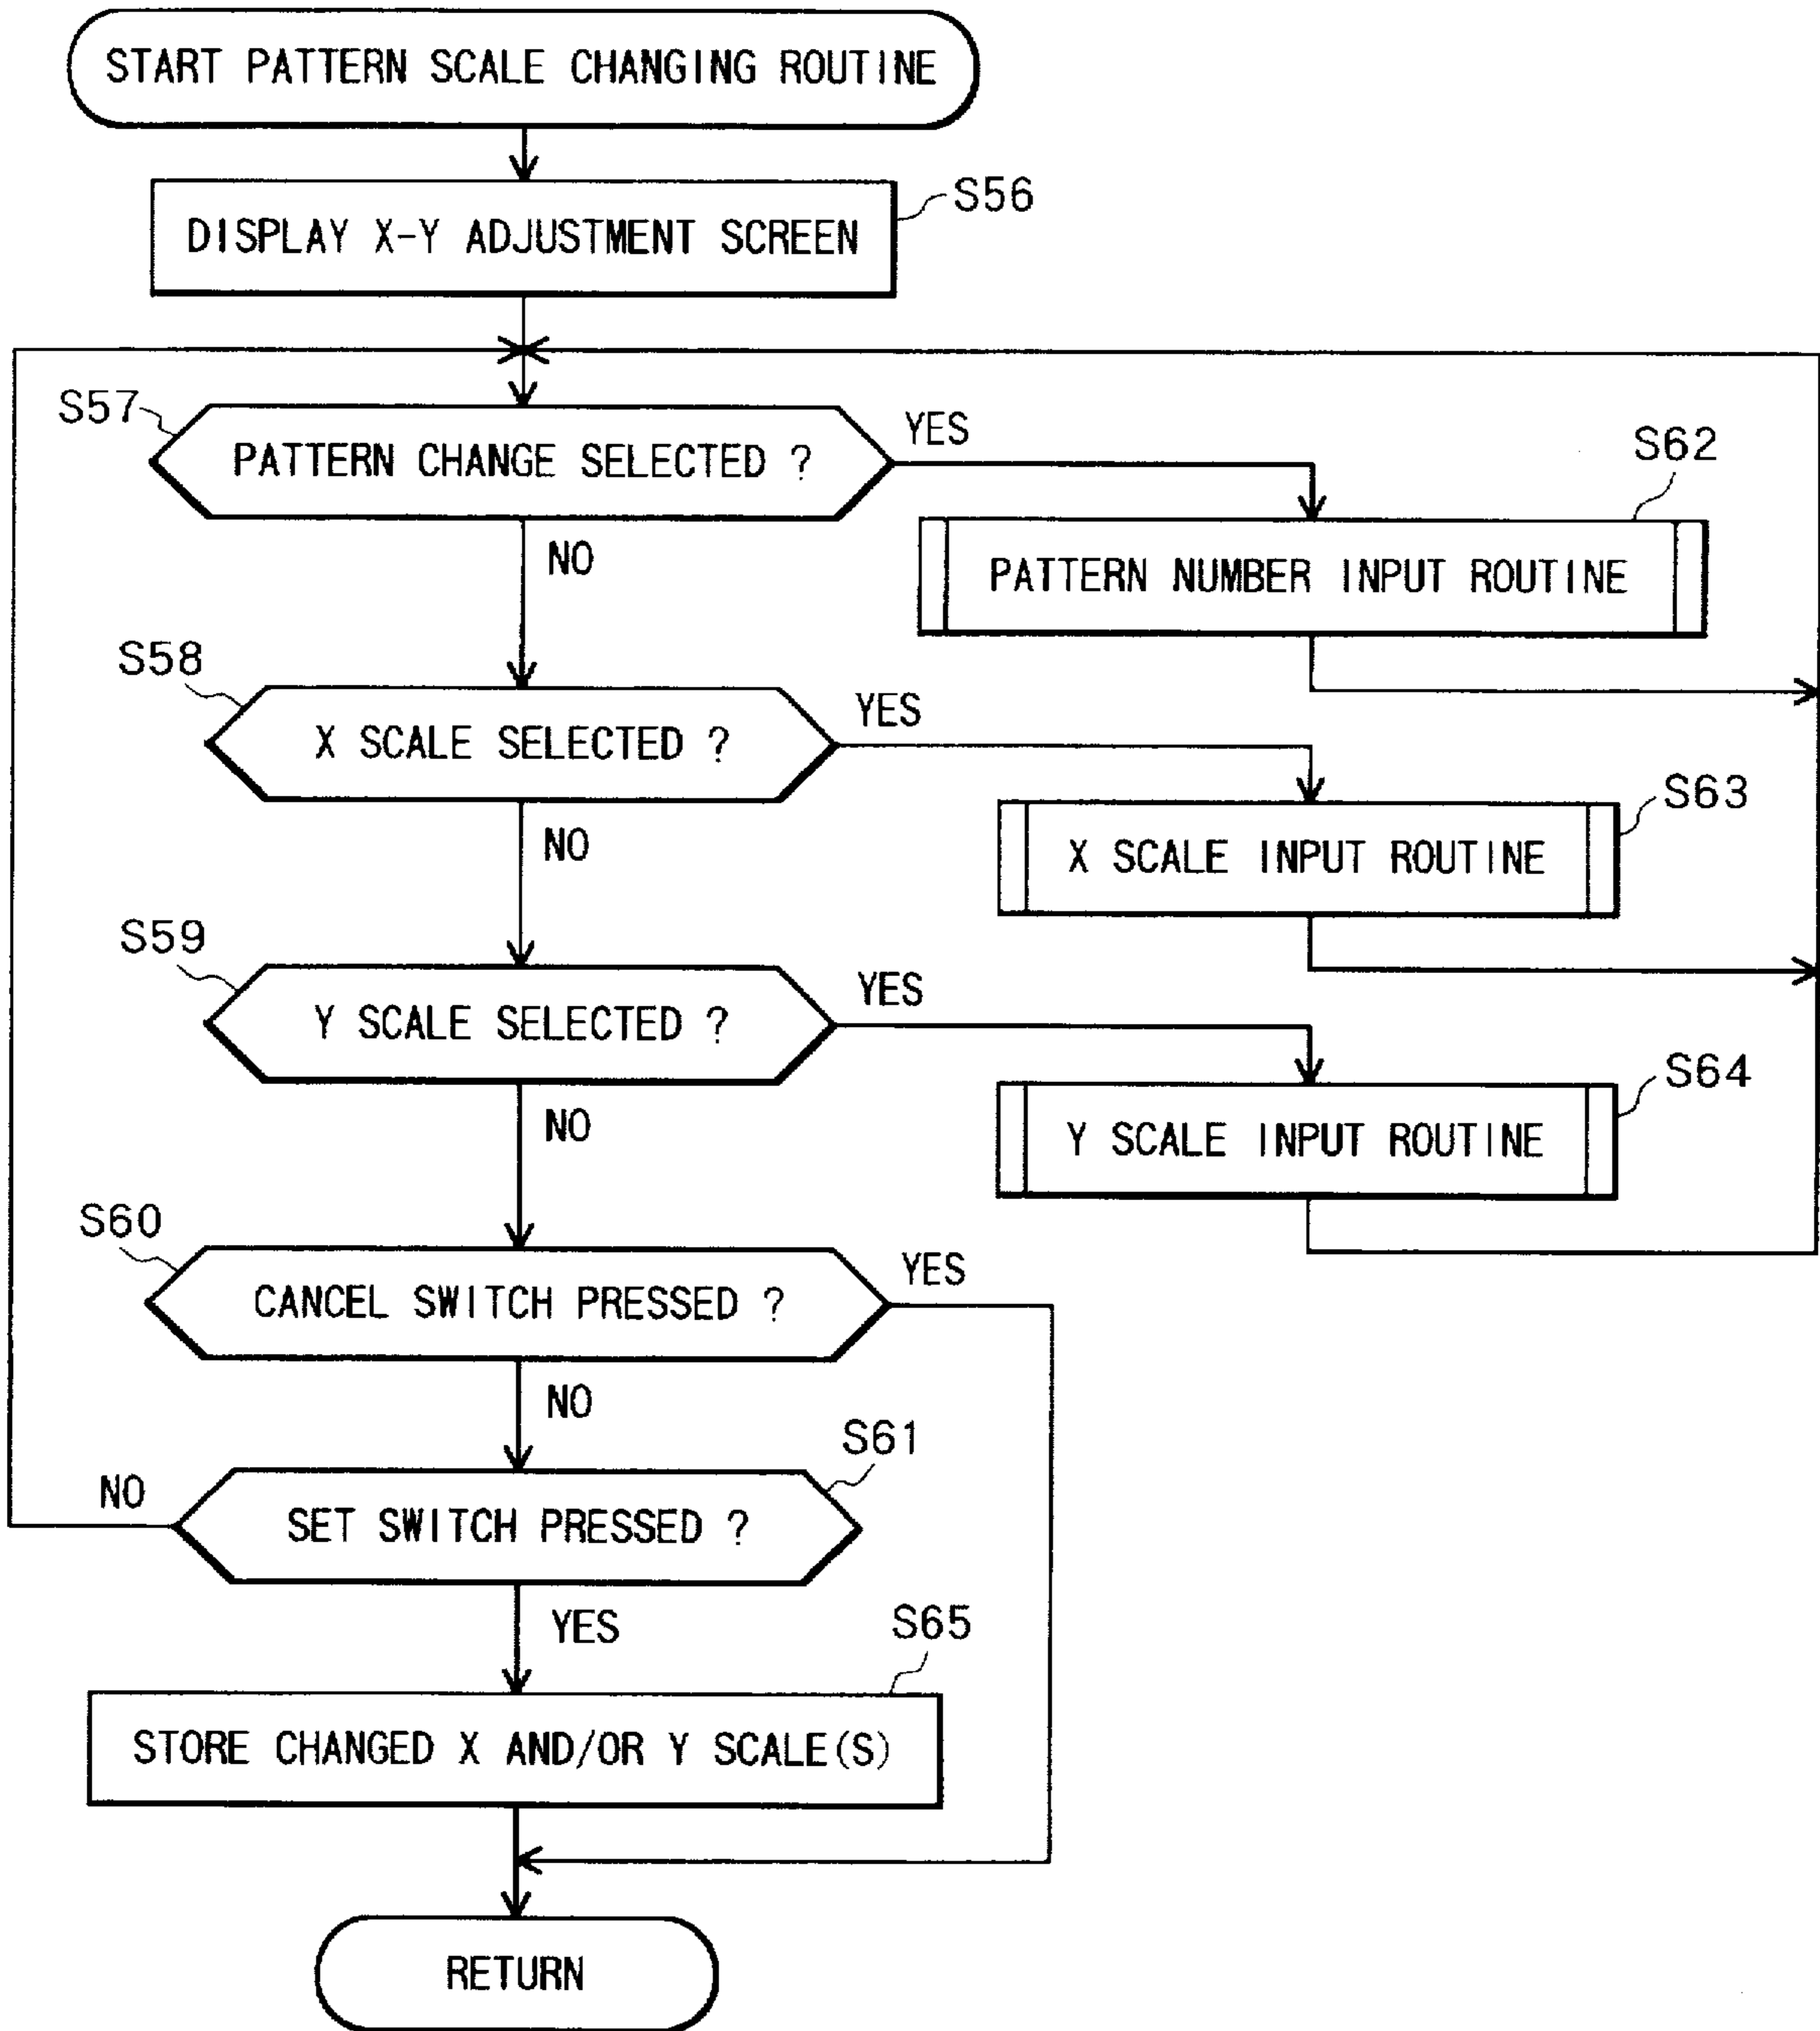 START PATTERN SCALE CHANGING ROUTINE
S56
DISPLAY X-Y ADJUSTMENT SCREEN
S57
PATTERN CHANGE SELECTED ?
YES
S62
NO
PATTERN NUMBER INPUT ROUTINE
S58
X SCALE SELECTED ?
YES
S63
NO
X SCALE INPUT ROUTINE
S59
Y SCALE SELECTED ?
YES
S64
NO
Y SCALE INPUT ROUTINE
S60
CANCEL SWITCH PRESSED ?
YES
NO
S61
NO
SET SWITCH PRESSED ?
YES
S65
STORE CHANGED X AND/OR Y SCALE(S)
RETURN